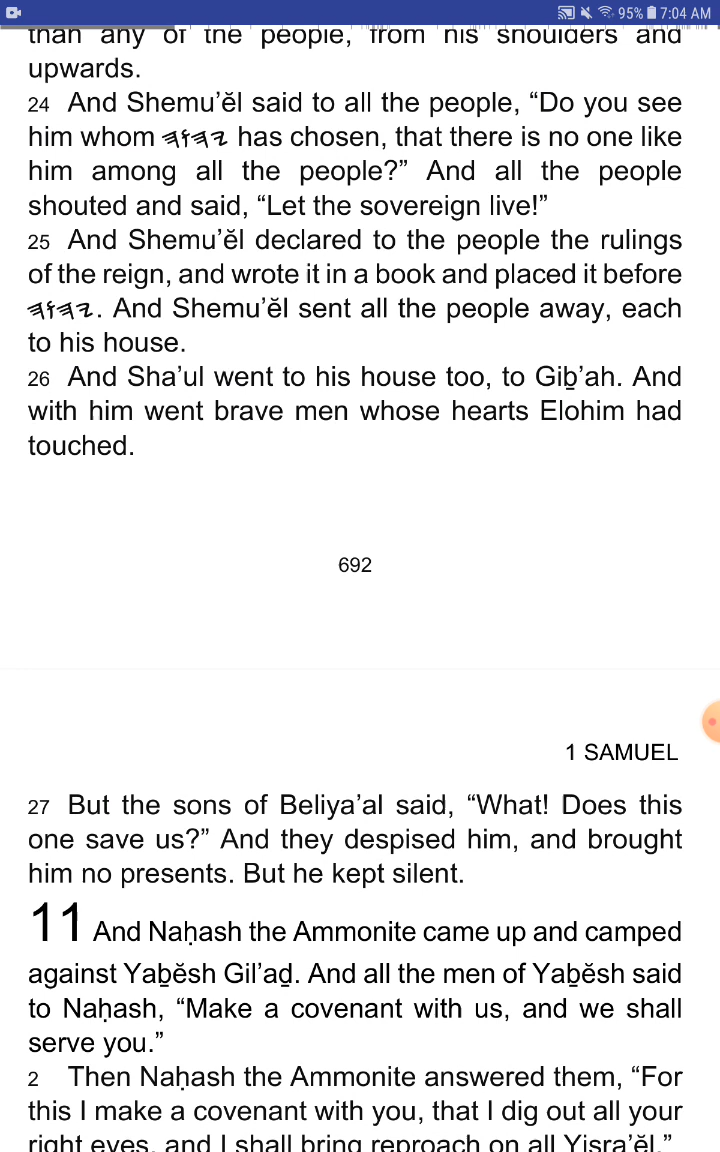 95% 7:04 AM
than any of the people, from his shoulders and
upwards.
24 And Shemu’ĕl said to all the people, “Do you see
him whom 𐤉𐤄𐤅𐤄 has chosen, that there is no one like
him among all the people?” And all the people
shouted and said, “Let the sovereign live!”
25 And Shemu’ĕl declared to the people the rulings
of the reign, and wrote it in a book and placed it before
𐤉𐤄𐤅𐤄. And Shemu’ĕl sent all the people away, each
to his house.
26 And Sha’ul went to his house too, to Giḇ’ah. And
with him went brave men whose hearts Elohim had
touched.
692
1 SAMUEL
27 But the sons of Beliya’al said, “What! Does this
one save us?” And they despised him, and brought
him no presents. But he kept silent.
11 And Naḥash the Ammonite came up and camped
against Yaḇĕsh Gil’aḏ. And all the men of Yaḇĕsh said
to Naḥash, “Make a covenant with us, and we shall
serve you.”
2 Then Naḥash the Ammonite answered them, “For
this I make a covenant with you, that I dig out all your
right eyes, and I shall bring reproach on all Yisra’ĕl.”